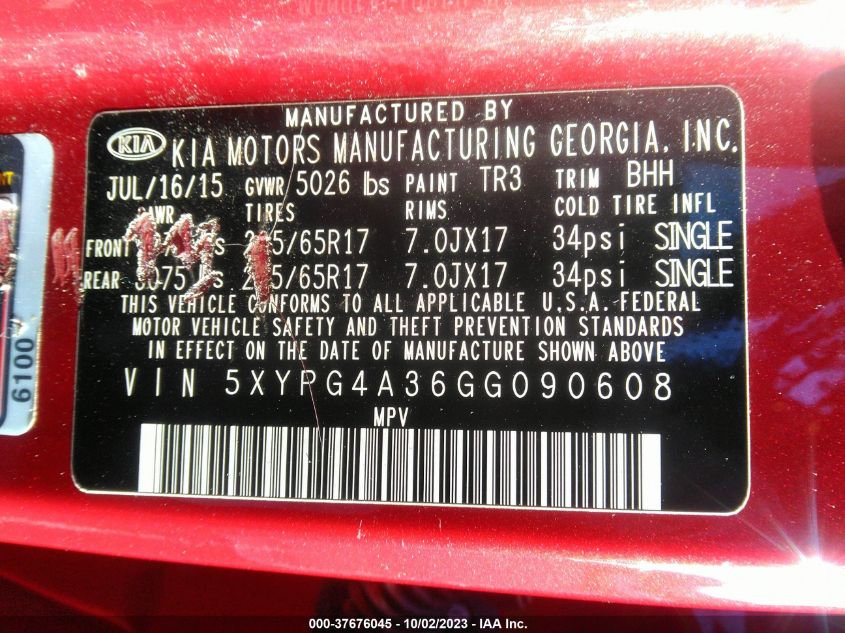 MANUFACTURED BY
KIA KIA MOTORS MANUFACTURING GEORGIA, INC.
JUL/16/15 GVWR 5026 lbs PAINT TR3 TRIM BHH
TIRES RIMS COLD TIRE INFL
FRONT 7.0JX17 34psi SINGLE
REAR 7.0JX17 34psi SINGLE
THIS VEHICLE CONFORMS TO ALL APPLICABLE U.S.A. FEDERAL
MOTOR VEHICLE SAFETY AND THEFT PREVENTION STANDARDS
IN EFFECT ON THE DATE OF MANUFACTURE SHOWN ABOVE
VIN 5XYPG4A36GG090608
MPV
6100
000-37676045 - 10/02/2023 - IAA Inc.